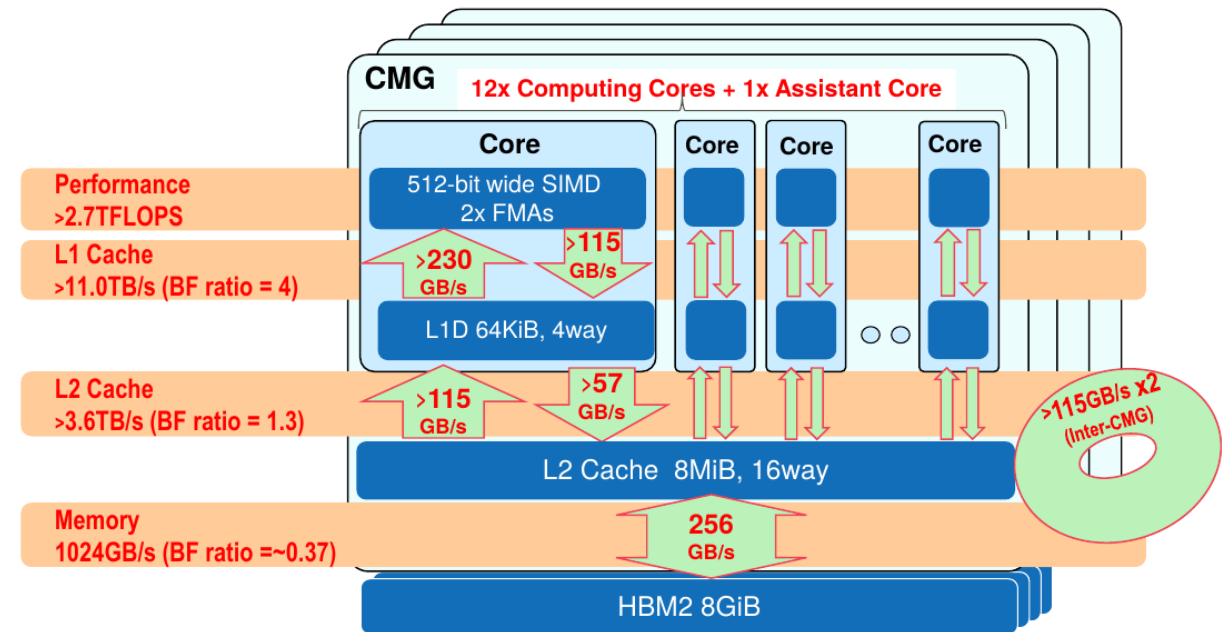 CMG
12x Computing Cores + 1x Assistant Core
Core
Core
Core
Core
Performance
>2.7TFLOPS
512-bit wide SIMD
2x FMAs
L1 Cache
>11.0TB/s (BF ratio = 4)
>230
GB/s
>115
GB/s
L1D 64KiB, 4way
L2 Cache
>3.6TB/s (BF ratio = 1.3)
>115
GB/s
>57
GB/s
>115GB/s x2
(Inter-CMG)
L2 Cache 8MiB, 16way
Memory
1024GB/s (BF ratio =~0.37)
256
GB/s
HBM2 8GiB